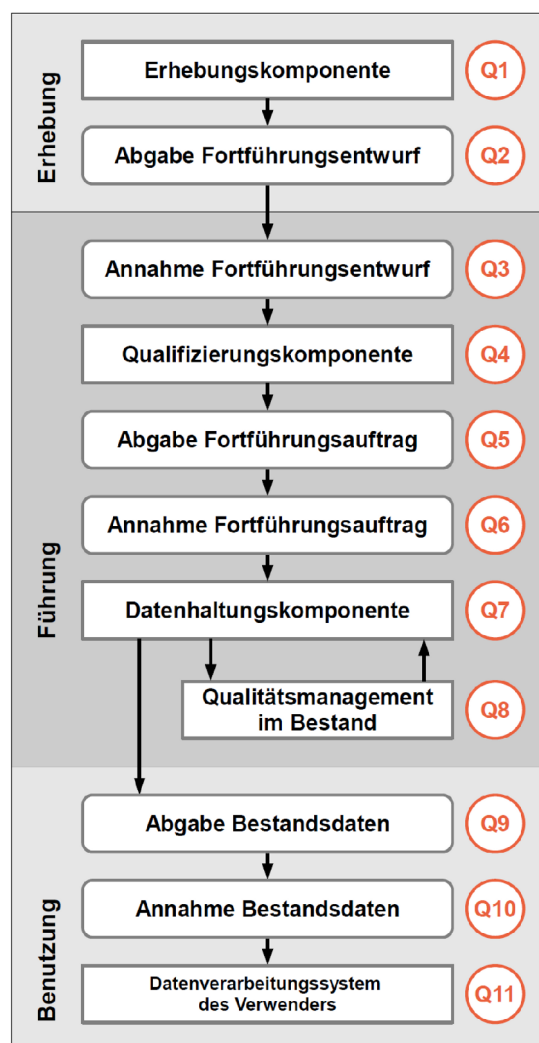 Erhebung
Erhebungskomponente
Q1
Abgabe Fortführungsentwurf
Q2
Führung
Annahme Fortführungsentwurf
Q3
Qualifizierungskomponente
Q4
Abgabe Fortführungsauftrag
Q5
Annahme Fortführungsauftrag
Q6
Datenhaltungskomponente
Q7
Qualitätsmanagement
im Bestand
Q8
Benutzung
Abgabe Bestandsdaten
Q9
Annahme Bestandsdaten
Q10
Datenverarbeitungssystem
des Verwenders
Q11